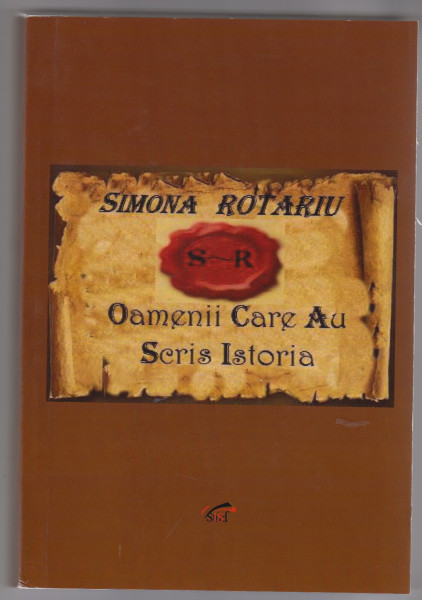 SIMONA ROTARIU
S~R
Oamenii Care Au
Scris Istoria